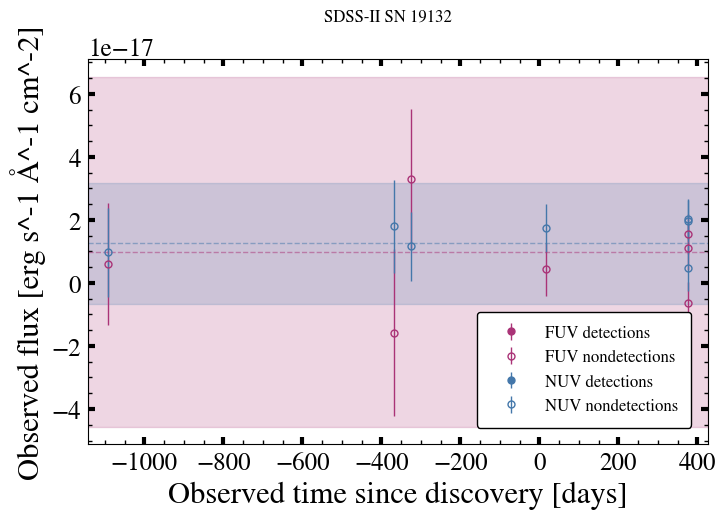 SDSS-II SN 19132
1e−17
Observed flux [erg s^-1 Å^-1 cm^-2]
6
4
2
0
−2
−4
FUV detections
FUV nondetections
NUV detections
NUV nondetections
−1000 −800 −600 −400 −200 0 200 400
Observed time since discovery [days]